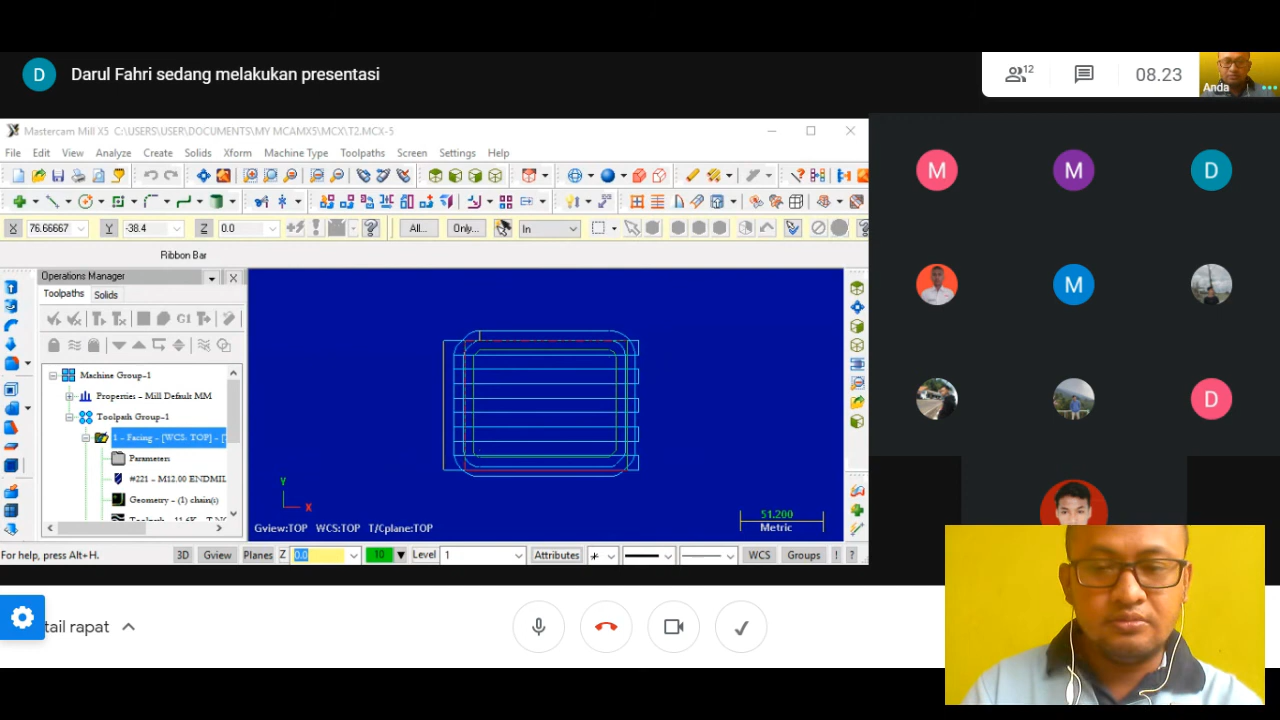 D
Darul Fahri sedang melakukan presentasi
12
08.23
Anda
Mastercam Mill X5 C:\USERS\USER\DOCUMENTS\MY MCAMX5\MCX\T2.MCX-5
File Edit View Analyze Create Solids Xform Machine Type Toolpaths Screen Settings Help
X 76.66667 Y -38.4 Z 0.0 All... Only... In
Ribbon Bar
Operations Manager
Toolpaths Solids
G1
Machine Group-1
Properties - Mill Default MM
Toolpath Group-1
1 - Facing - [WCS: TOP] - [
Parameters
#221 - M12.00 ENDMIL
Geometry - (1) chain(s)
Y
X
Gview:TOP WCS:TOP T/Cplane:TOP
51.200
Metric
For help, press Alt+H. 3D Gview Planes Z 0.0 10 Level 1 Attributes WCS Groups ! ?
M
M
D
M
D
tail rapat